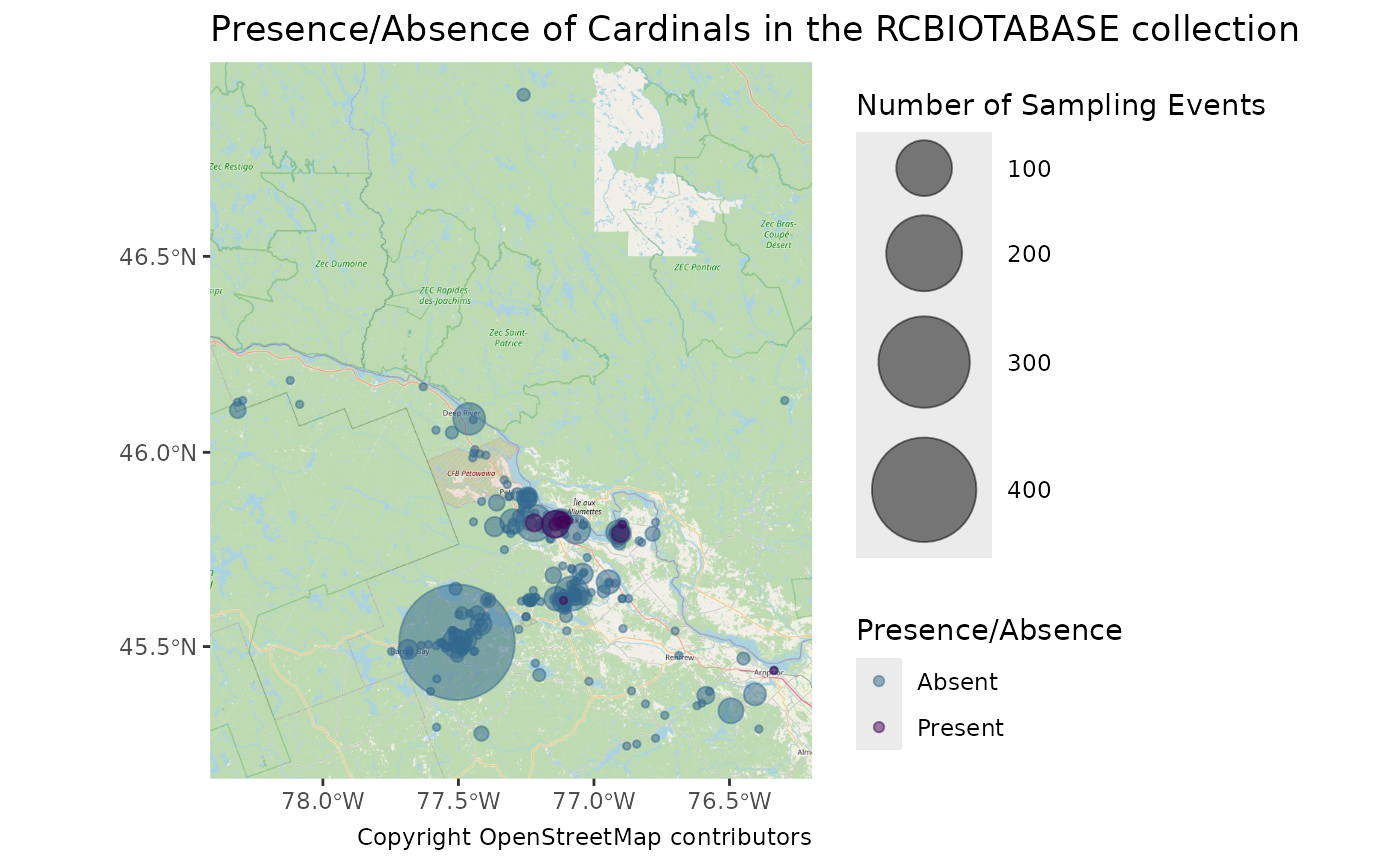 Presence/Absence of Cardinals in the RCBIOTABASE collection
Number of Sampling Events
100
200
300
400
Presence/Absence
Absent
Present
46.5°N
46.0°N
45.5°N
78.0°W
77.5°W
77.0°W
76.5°W
Copyright OpenStreetMap contributors
Zec Restigo
Zec Dumoine
ZEC Rapides-
des-Joachims
Zec Saint-
Patrice
ZEC Pontiac
Zec Bras-
Coupé-
Désert
Deep River
CFB Petawawa
Île aux
Allumettes
Renfrew
Arnprior